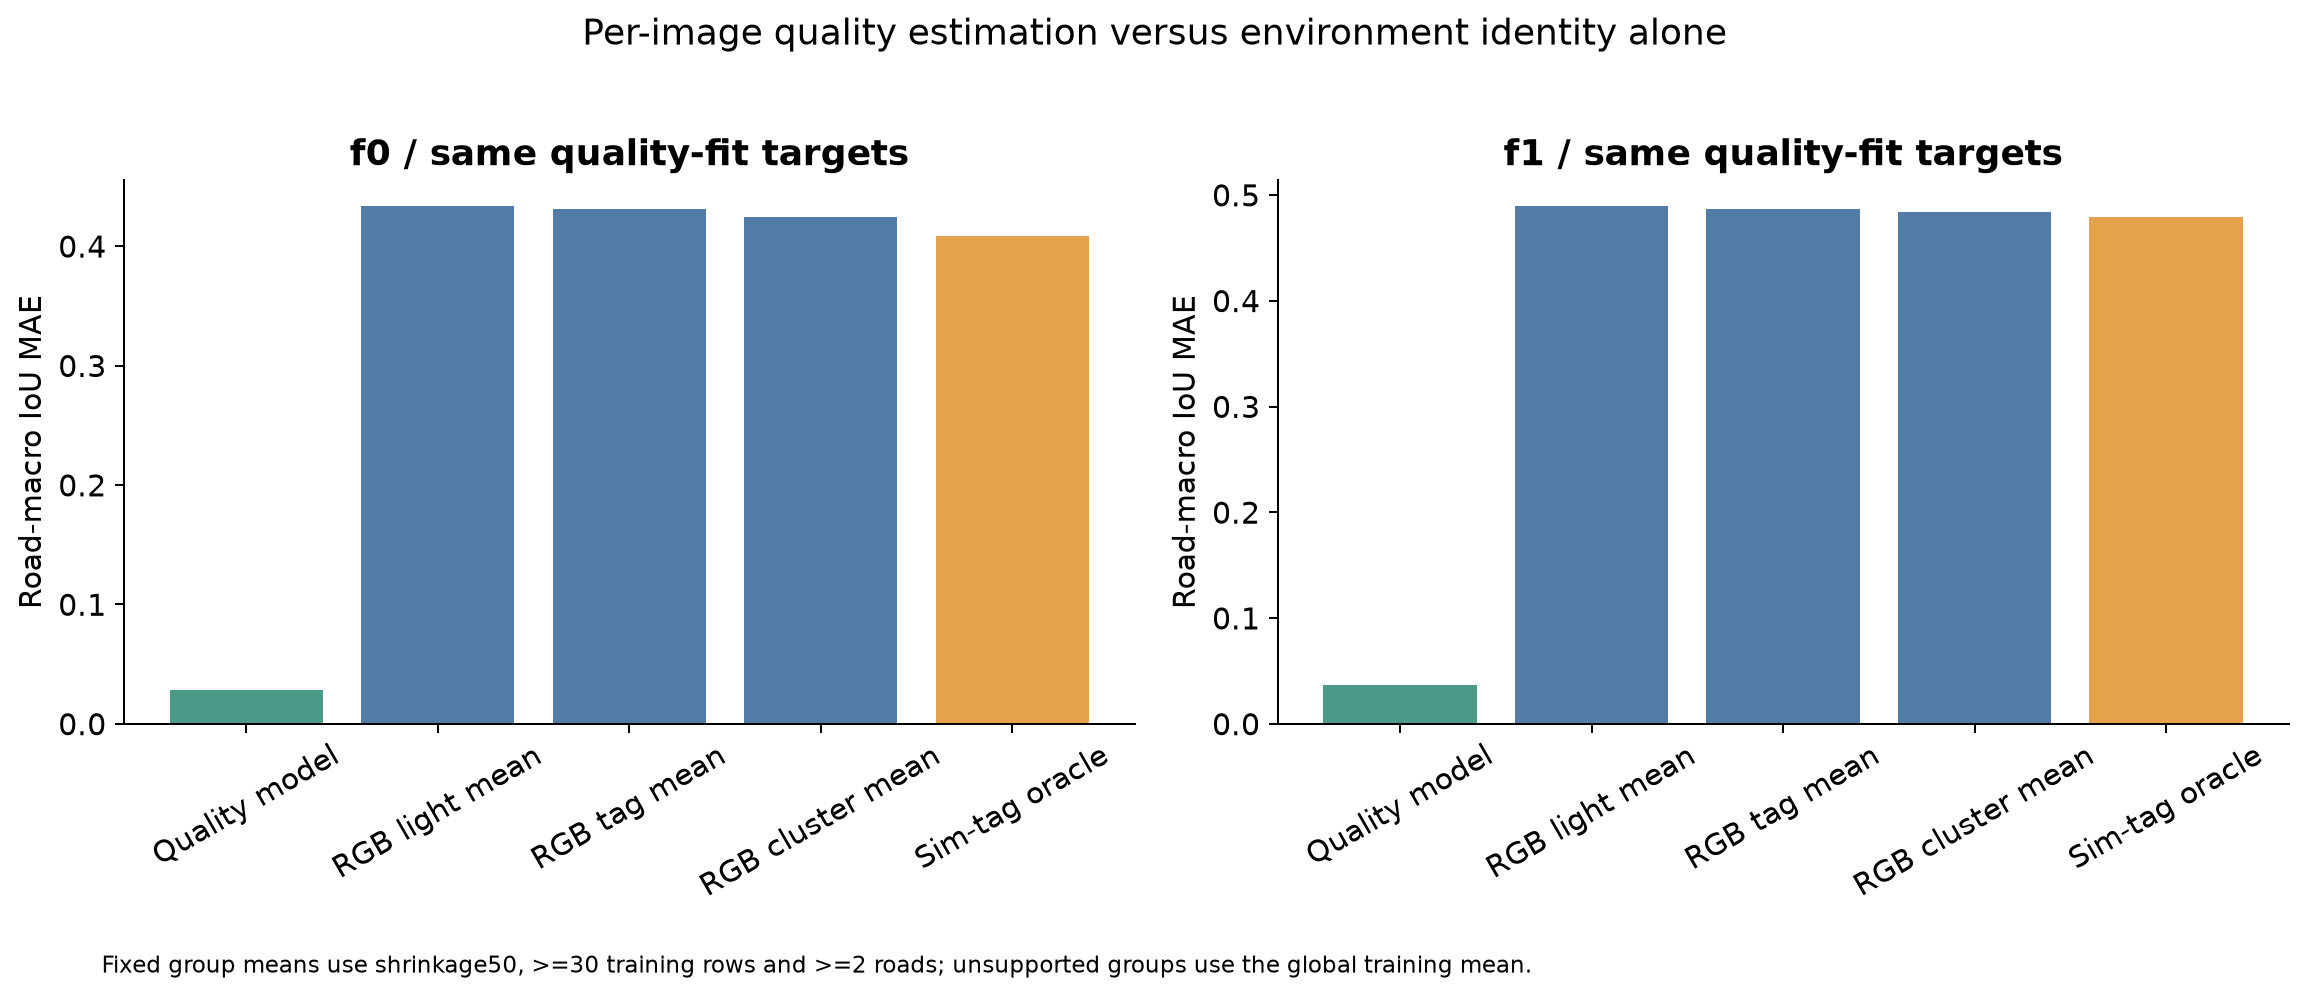 Per-image quality estimation versus environment identity alone
f0 / same quality-fit targets
Road-macro IoU MAE
0.4
0.3
0.2
0.1
0.0
Quality model
RGB light mean
RGB tag mean
RGB cluster mean
Sim-tag oracle
f1 / same quality-fit targets
Road-macro IoU MAE
0.5
0.4
0.3
0.2
0.1
0.0
Quality model
RGB light mean
RGB tag mean
RGB cluster mean
Sim-tag oracle
Fixed group means use shrinkage50, >=30 training rows and >=2 roads; unsupported groups use the global training mean.